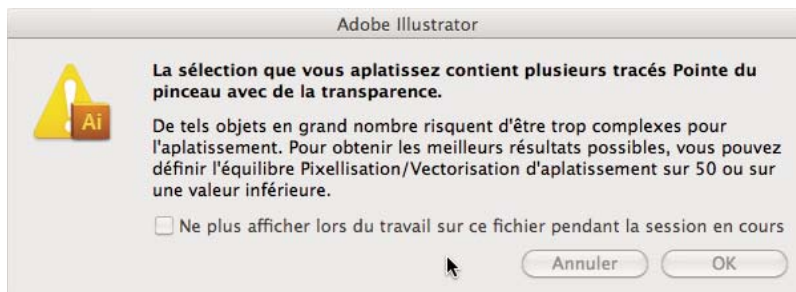 Adobe Illustrator
La sélection que vous aplatissez contient plusieurs tracés Pointe du
pinceau avec de la transparence.
Ai
De tels objets en grand nombre risquent d'être trop complexes pour
l'aplatissement. Pour obtenir les meilleurs résultats possibles, vous pouvez
définir l'équilibre Pixellisation/Vectorisation d'aplatissement sur 50 ou sur
une valeur inférieure.
Ne plus afficher lors du travail sur ce fichier pendant la session en cours
Annuler OK